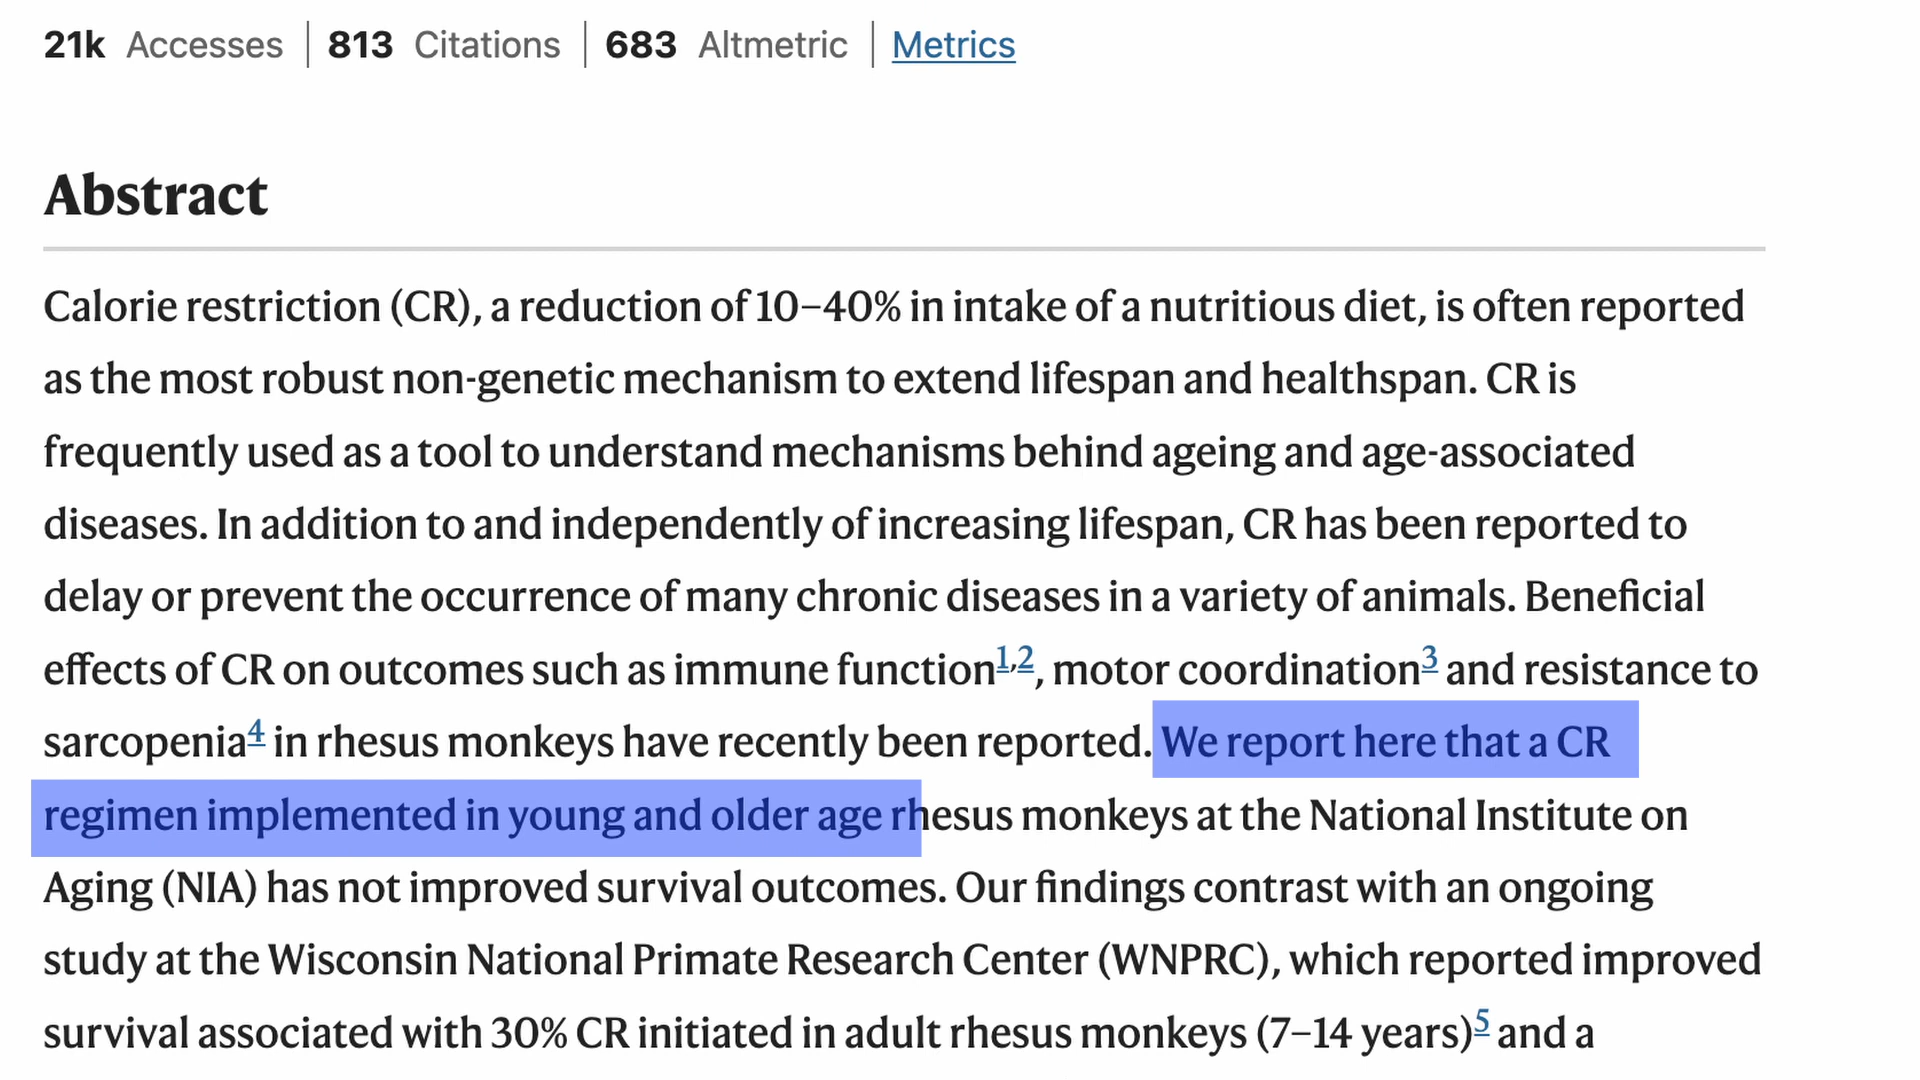 21k Accesses | 813 Citations | 683 Altmetric | Metrics
Abstract
Calorie restriction (CR), a reduction of 10–40% in intake of a nutritious diet, is often reported
as the most robust non-genetic mechanism to extend lifespan and healthspan. CR is
frequently used as a tool to understand mechanisms behind ageing and age-associated
diseases. In addition to and independently of increasing lifespan, CR has been reported to
delay or prevent the occurrence of many chronic diseases in a variety of animals. Beneficial
effects of CR on outcomes such as immune function1,2, motor coordination3 and resistance to
sarcopenia4 in rhesus monkeys have recently been reported. We report here that a CR
regimen implemented in young and older age rhesus monkeys at the National Institute on
Aging (NIA) has not improved survival outcomes. Our findings contrast with an ongoing
study at the Wisconsin National Primate Research Center (WNPRC), which reported improved
survival associated with 30% CR initiated in adult rhesus monkeys (7–14 years)5 and a